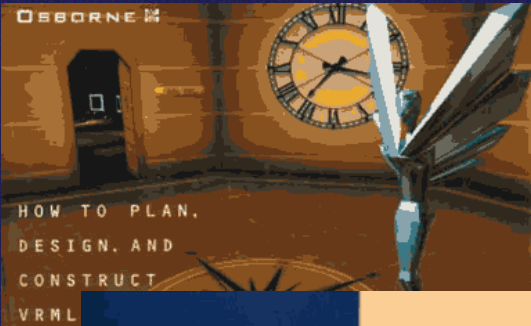 OSBORNE
HOW TO PLAN,
DESIGN, AND
CONSTRUCT
VRML